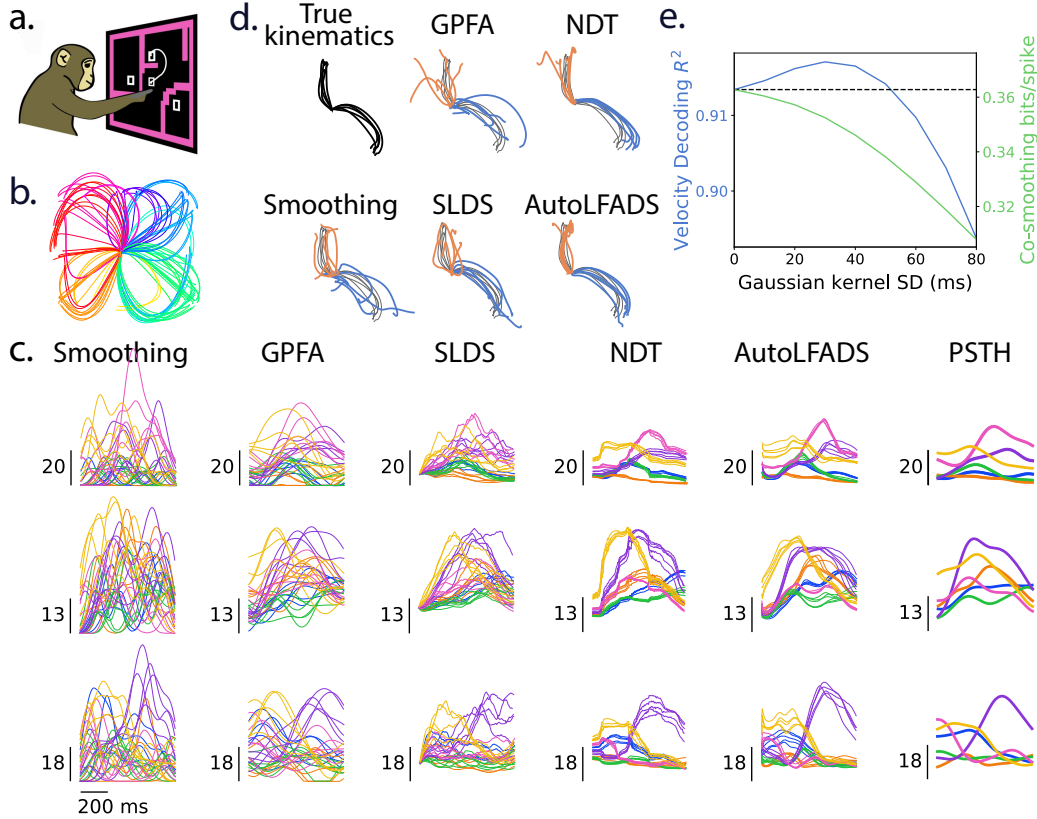 a.
b.
d.
True
kinematics
GPFA
NDT
Smoothing
SLDS
AutoLFADS
e.
Velocity Decoding R²
0.91
0.90
Co-smoothing bits/spike
0.36
0.34
0.32
0 20 40 60 80
Gaussian kernel SD (ms)
c.
Smoothing GPFA SLDS NDT AutoLFADS PSTH
20 20 20 20 20 20
13 13 13 13 13 13
18 18 18 18 18 18
200 ms